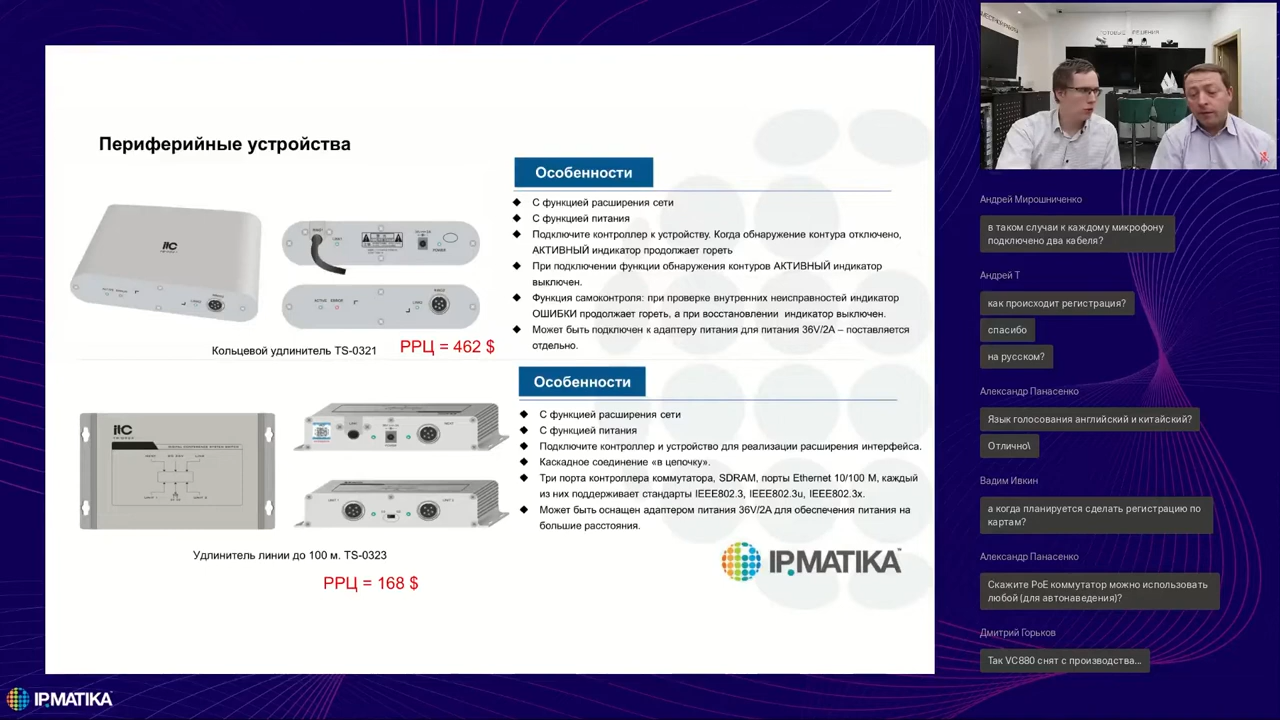 Периферийные устройства
itc
Кольцевой удлинитель TS-0321
РРЦ = 462 $
Особенности
С функцией расширения сети
С функцией питания
Подключите контроллер к устройству. Когда обнаружение контура отключено,
АКТИВНЫЙ индикатор продолжает гореть
При подключении функции обнаружения контуров АКТИВНЫЙ индикатор
выключен.
Функция самоконтроля: при проверке внутренних неисправностей индикатор
ОШИБКИ продолжает гореть, а при восстановлении индикатор выключен.
Может быть подключен к адаптеру питания для питания 36V/2A – поставляется
отдельно.
itc
Удлинитель линии до 100 м. TS-0323
РРЦ = 168 $
Особенности
С функцией расширения сети
С функцией питания
Подключите контроллер и устройство для реализации расширения интерфейса.
Каскадное соединение «в цепочку».
Три порта контроллера коммутатора, SDRAM, порты Ethernet 10/100 M, каждый
из них поддерживает стандарты IEEE802.3, IEEE802.3u, IEEE802.3x.
Может быть оснащен адаптером питания 36V/2A для обеспечения питания на
большие расстояния.
IP.MATIKA™
IP.MATIKA
Андрей Мирошниченко
в таком случаи к каждому микрофону
подключено два кабеля?
Андрей Т
как происходит регистрация?
спасибо
на русском?
Александр Панасенко
Язык голосования английский и китайский?
Отлично\
Вадим Ивкин
а когда планируется сделать регистрацию по
картам?
Александр Панасенко
Скажите PoE коммутатор можно использовать
любой (для автонаведения)?
Дмитрий Горьков
Так VC880 снят с производства...